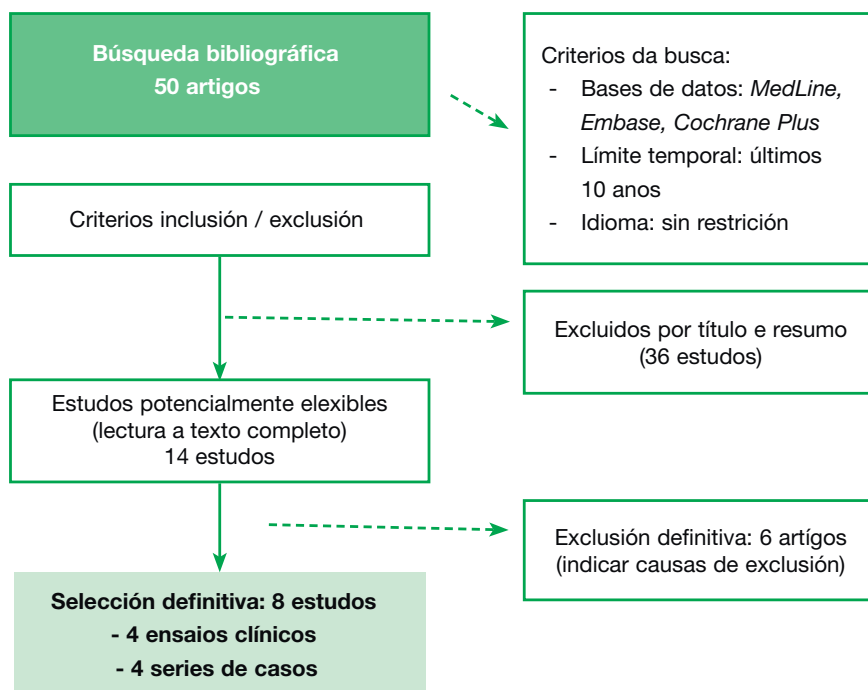 Búsqueda bibliográfica
50 artigos
Criterios da busca:
- Bases de datos: MedLine,
Embase, Cochrane Plus
- Límite temporal: últimos
10 anos
- Idioma: sin restrición
Criterios inclusión / exclusión
Excluidos por título e resumo
(36 estudos)
Estudos potencialmente elexibles
(lectura a texto completo)
14 estudos
Exclusión definitiva: 6 artígos
(indicar causas de exclusión)
Selección definitiva: 8 estudos
- 4 ensaios clínicos
- 4 series de casos